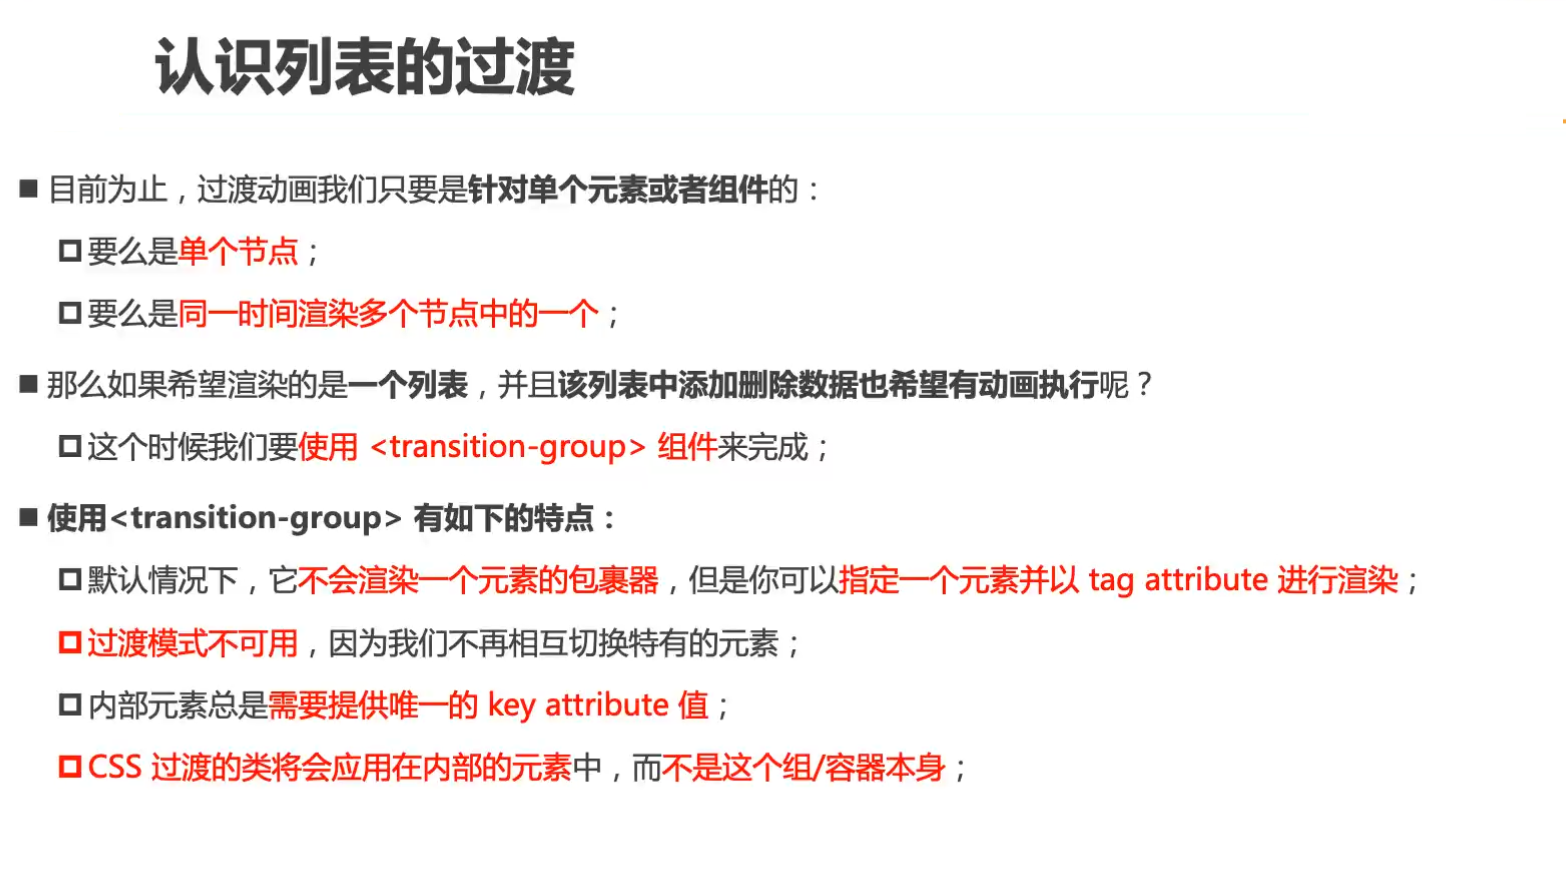 认识列表的过渡
目前为止，过渡动画我们只要是针对单个元素或者组件的：
要么是单个节点；
要么是同一时间渲染多个节点中的一个；
那么如果希望渲染的是一个列表，并且该列表中添加删除数据也希望有动画执行呢？
这个时候我们要使用 <transition-group> 组件来完成；
使用<transition-group> 有如下的特点：
默认情况下，它不会渲染一个元素的包裹器，但是你可以指定一个元素并以 tag attribute 进行渲染；
过渡模式不可用，因为我们不再相互切换特有的元素；
内部元素总是需要提供唯一的 key attribute 值；
CSS 过渡的类将会应用在内部的元素中，而不是这个组/容器本身；